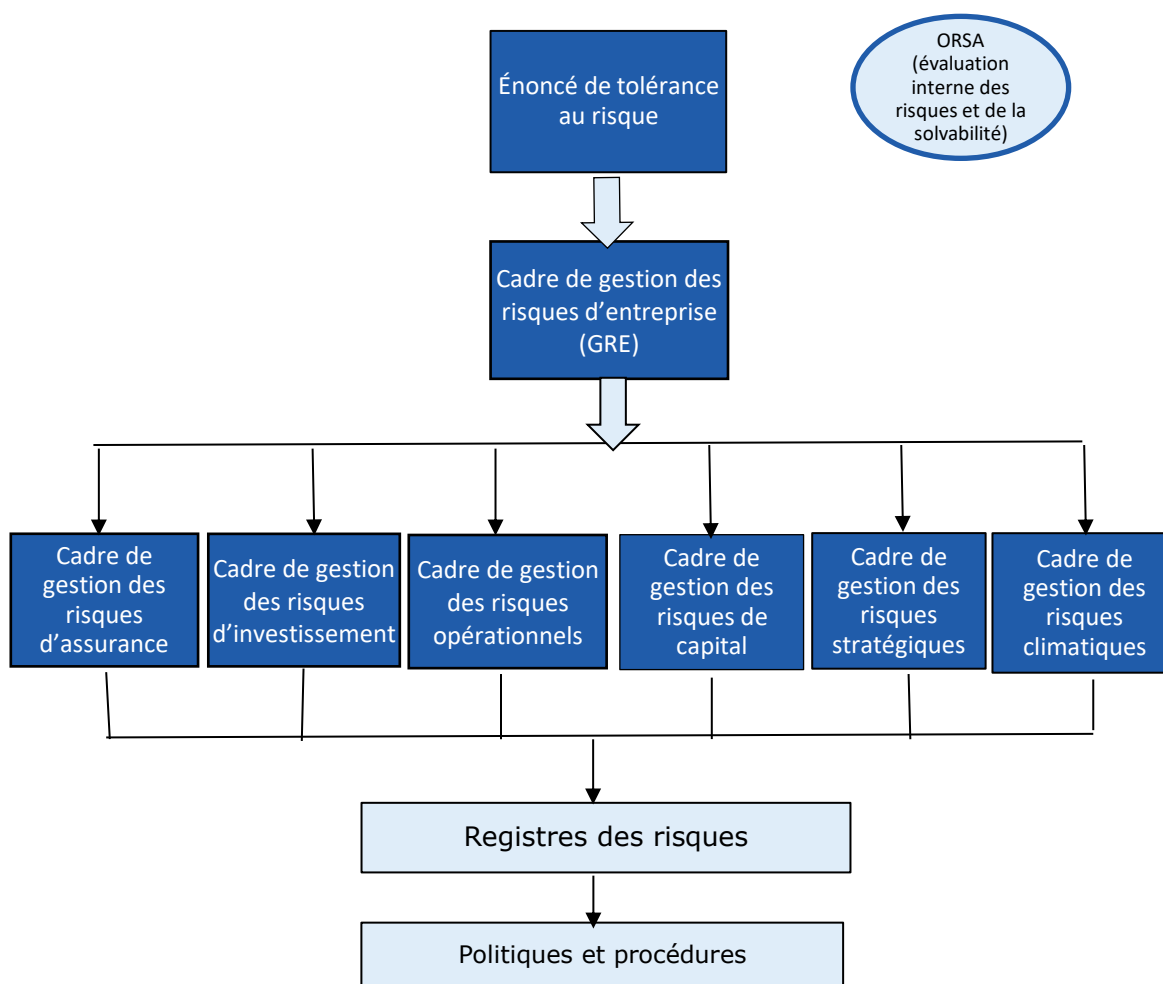 Énoncé de tolérance
au risque
ORSA
(évaluation
interne des
risques et de la
solvabilité)
Cadre de gestion des
risques d’entreprise
(GRE)
Cadre de
gestion des
risques
d’assurance
Cadre de gestion
des risques
d’investissement
Cadre de gestion
des risques
opérationnels
Cadre de
gestion des
risques de
capital
Cadre de
gestion des
risques
stratégiques
Cadre de
gestion des
risques
climatiques
Registres des risques
Politiques et procédures